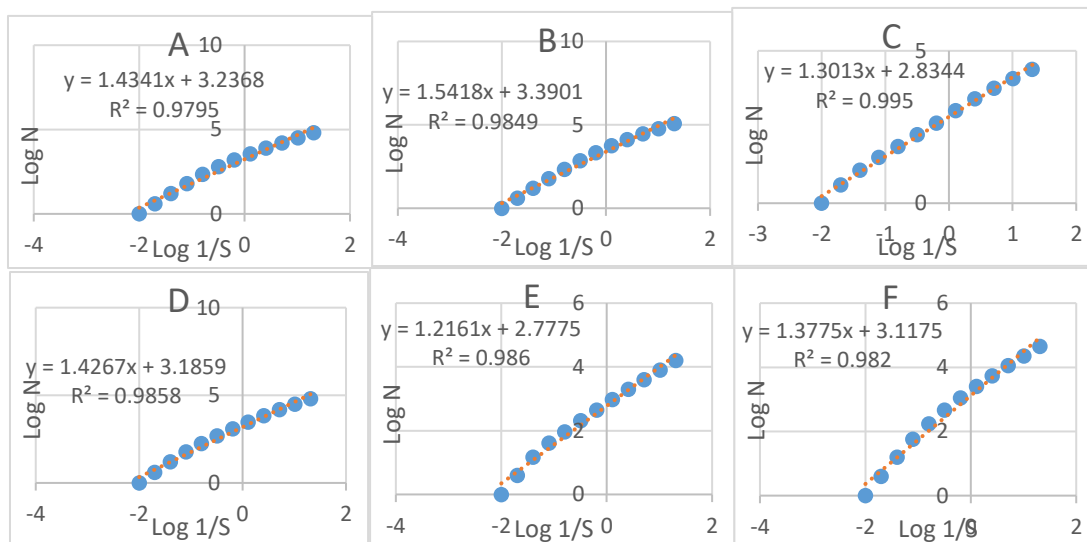 A
10
y = 1.4341x + 3.2368
R² = 0.9795
5
Log N
0
-4
-2
0
2
Log 1/S
B
10
y = 1.5418x + 3.3901
R² = 0.9849
5
Log N
0
-4
-2
0
2
Log 1/S
C
5
y = 1.3013x + 2.8344
R² = 0.995
Log N
0
-3
-2
-1
0
1
2
Log 1/S
D
10
y = 1.4267x + 3.1859
R² = 0.9858
5
Log N
0
-4
-2
0
2
Log 1/S
E
6
y = 1.2161x + 2.7775
R² = 0.986
4
Log N
2
0
-4
-2
0
2
Log 1/S
F
6
y = 1.3775x + 3.1175
R² = 0.982
4
Log N
2
0
-4
-2
0
2
Log 1/S